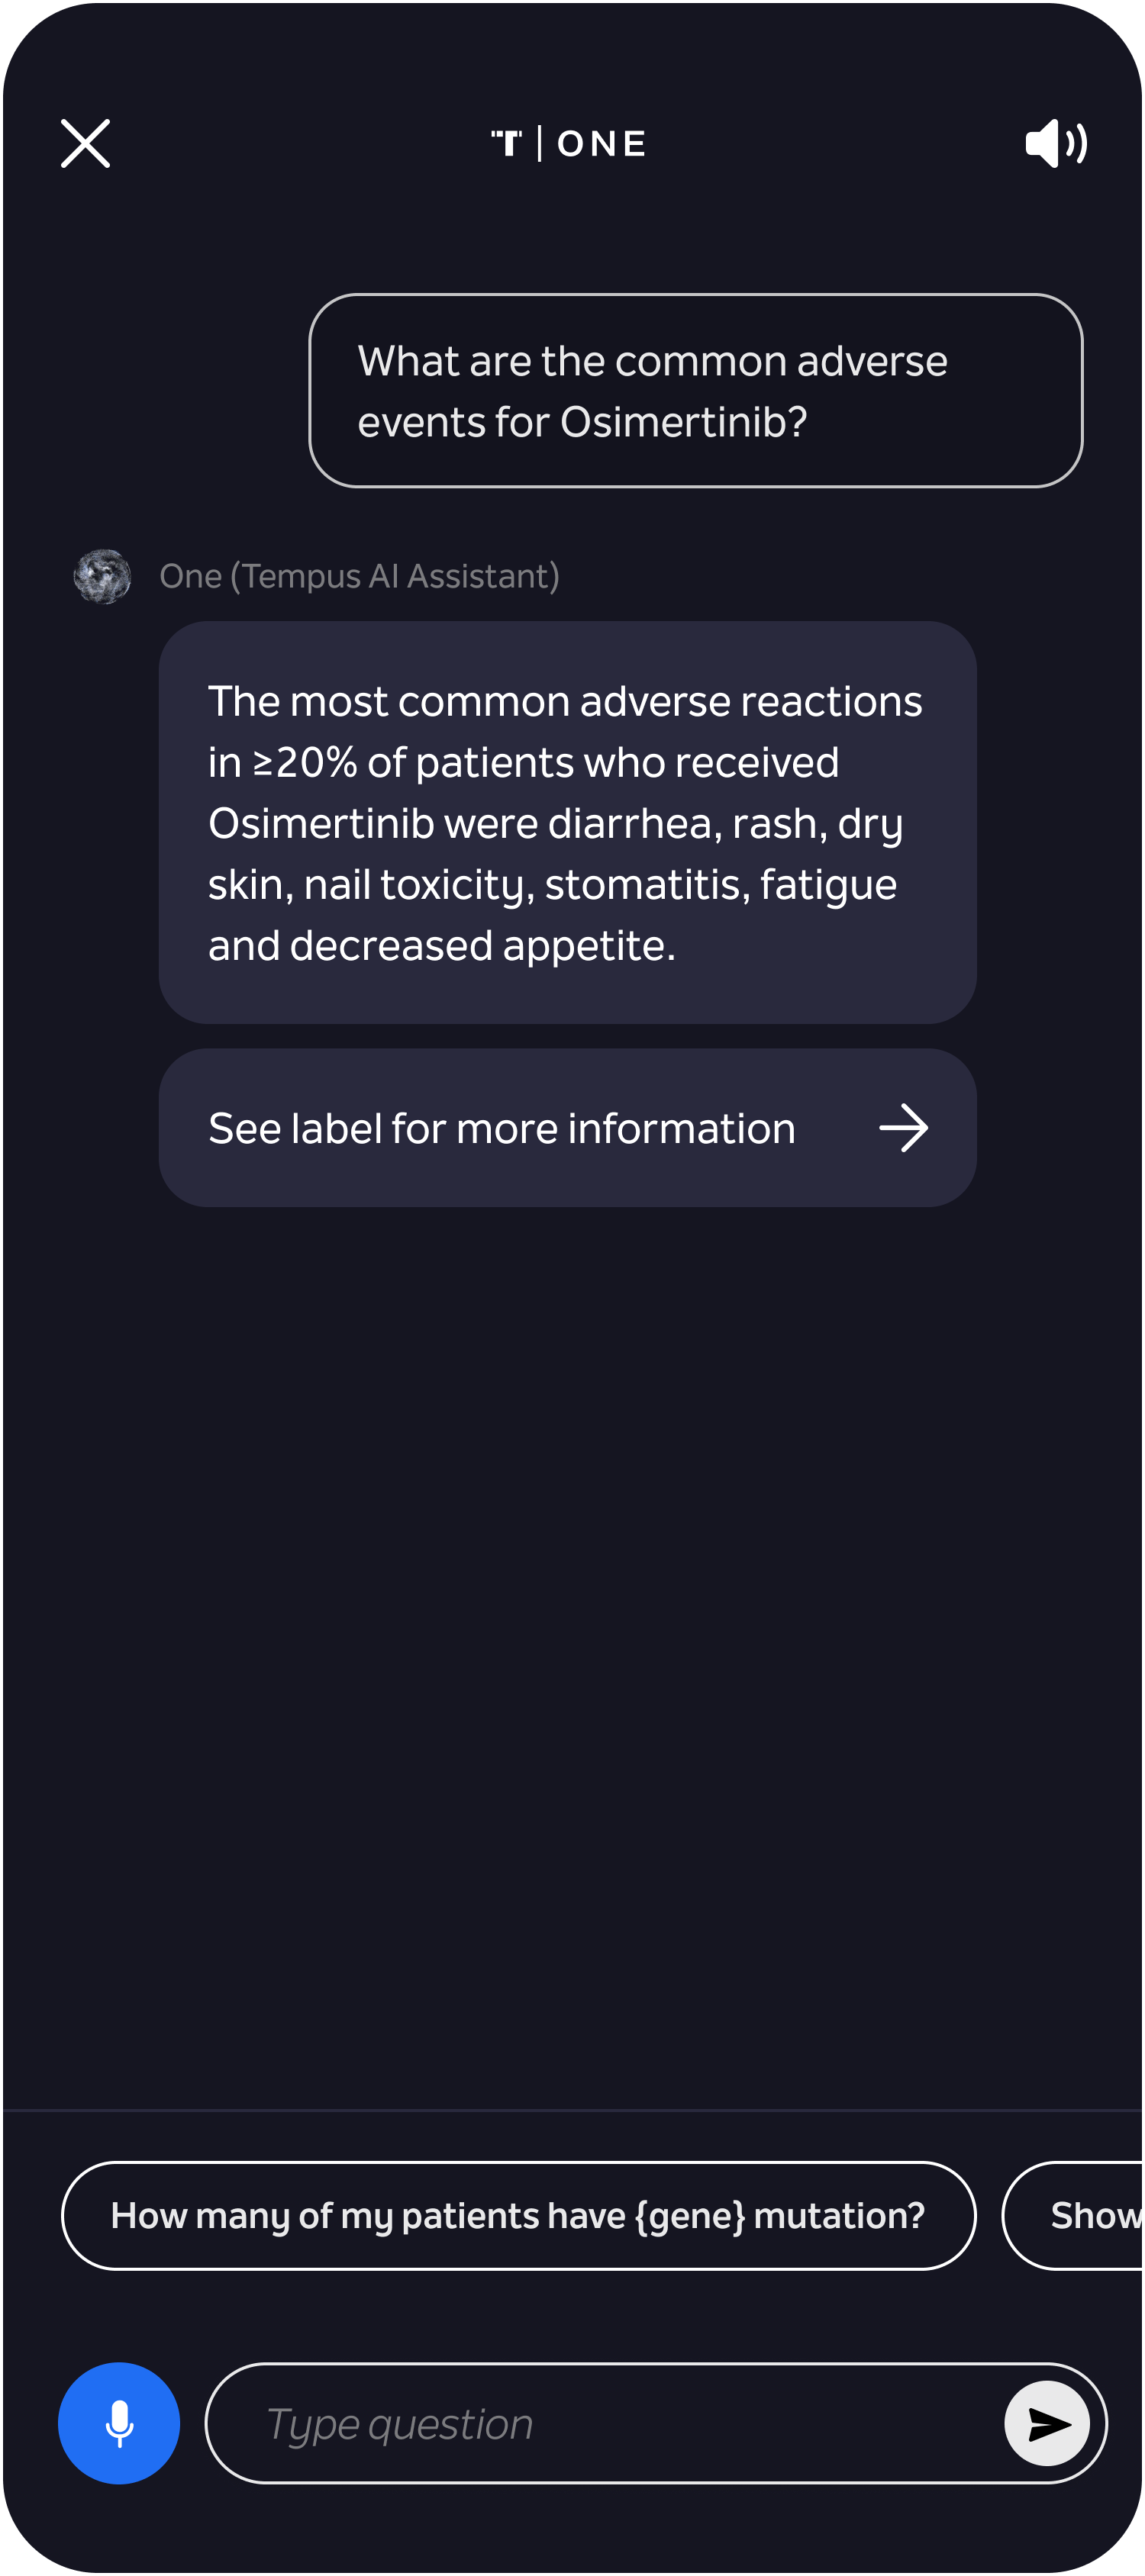 T | ONE
What are the common adverse
events for Osimertinib?
One (Tempus AI Assistant)
The most common adverse reactions
in ≥20% of patients who received
Osimertinib were diarrhea, rash, dry
skin, nail toxicity, stomatitis, fatigue
and decreased appetite.
See label for more information
How many of my patients have {gene} mutation?
Show
Type question